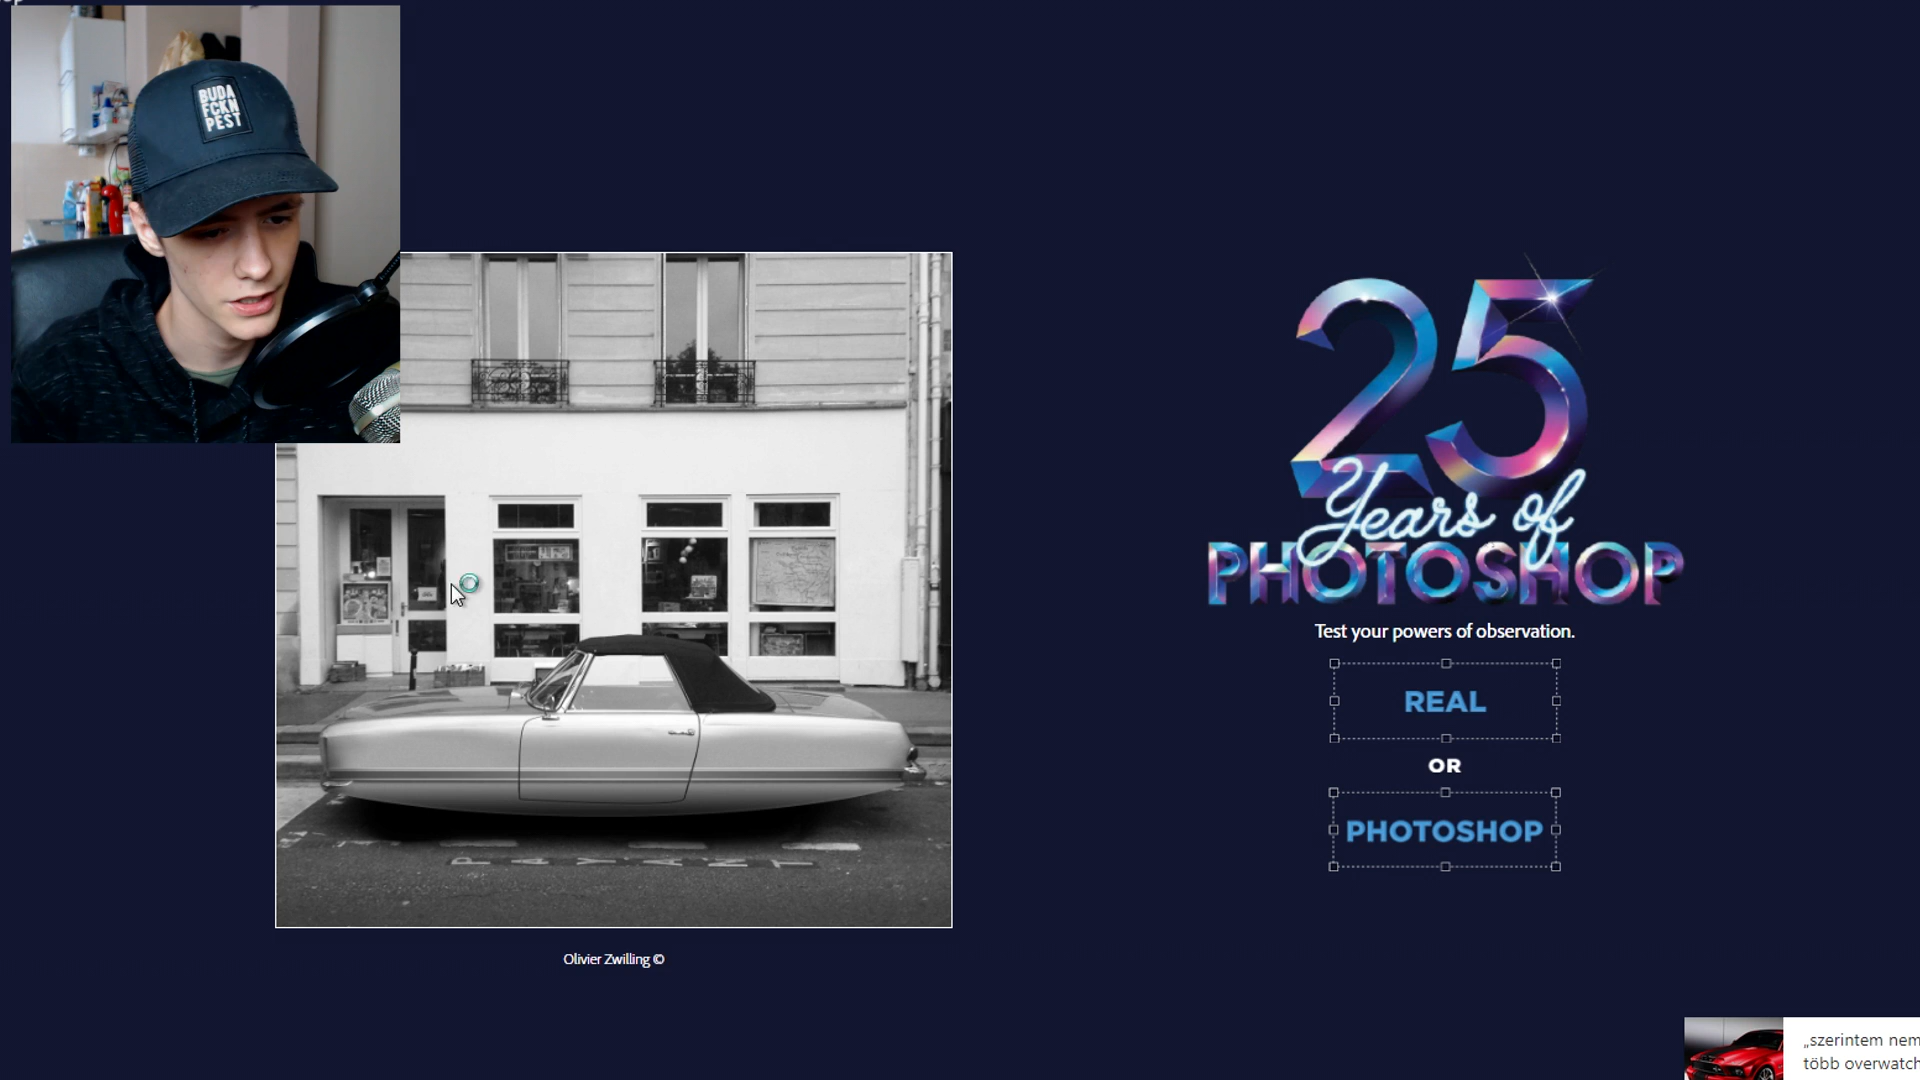 BUDA
FCKN
PEST
25
Years of
PHOTOSHOP
Test your powers of observation.
REAL
OR
PHOTOSHOP
PAYANT
Olivier Zwilling ©
„szerintem nem
több overwatch